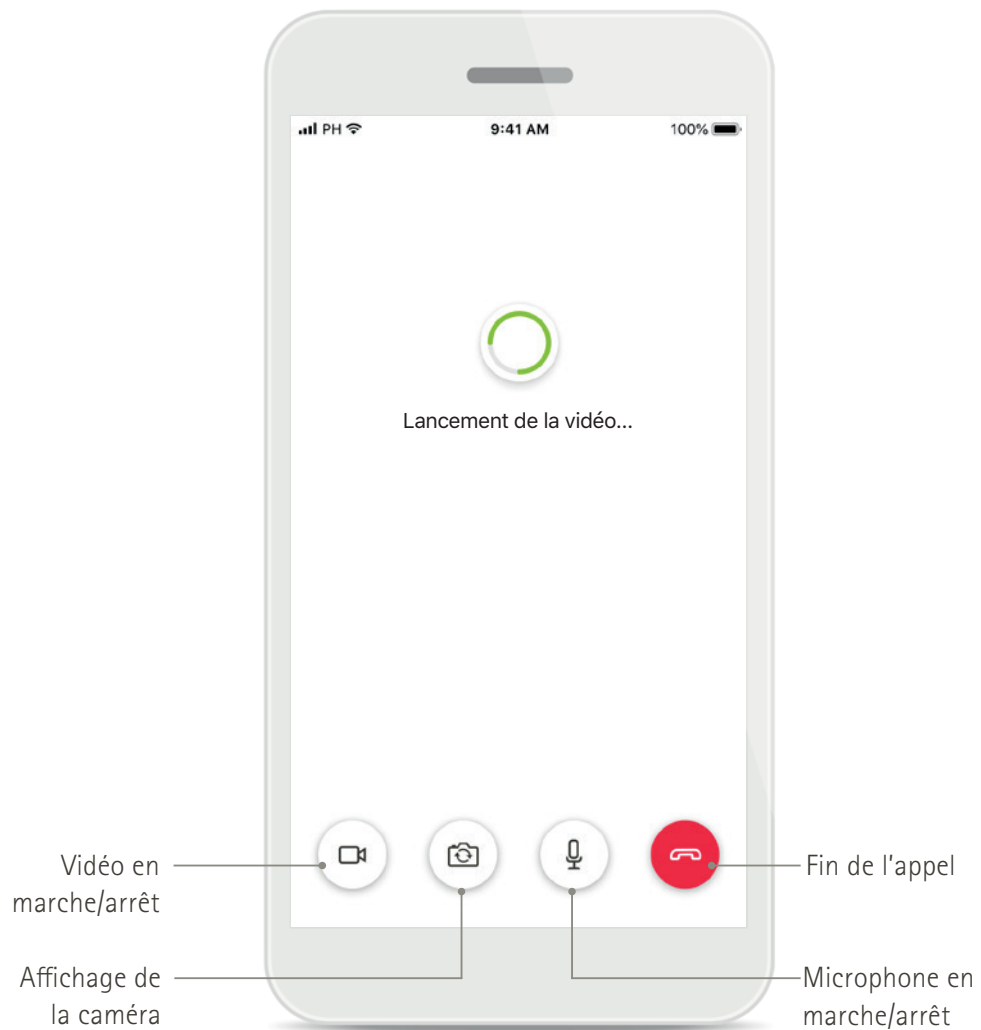 PH
9:41 AM
100%
Lancement de la vidéo...
Vidéo en
marche/arrêt
Fin de l'appel
Affichage de
la caméra
Microphone en
marche/arrêt